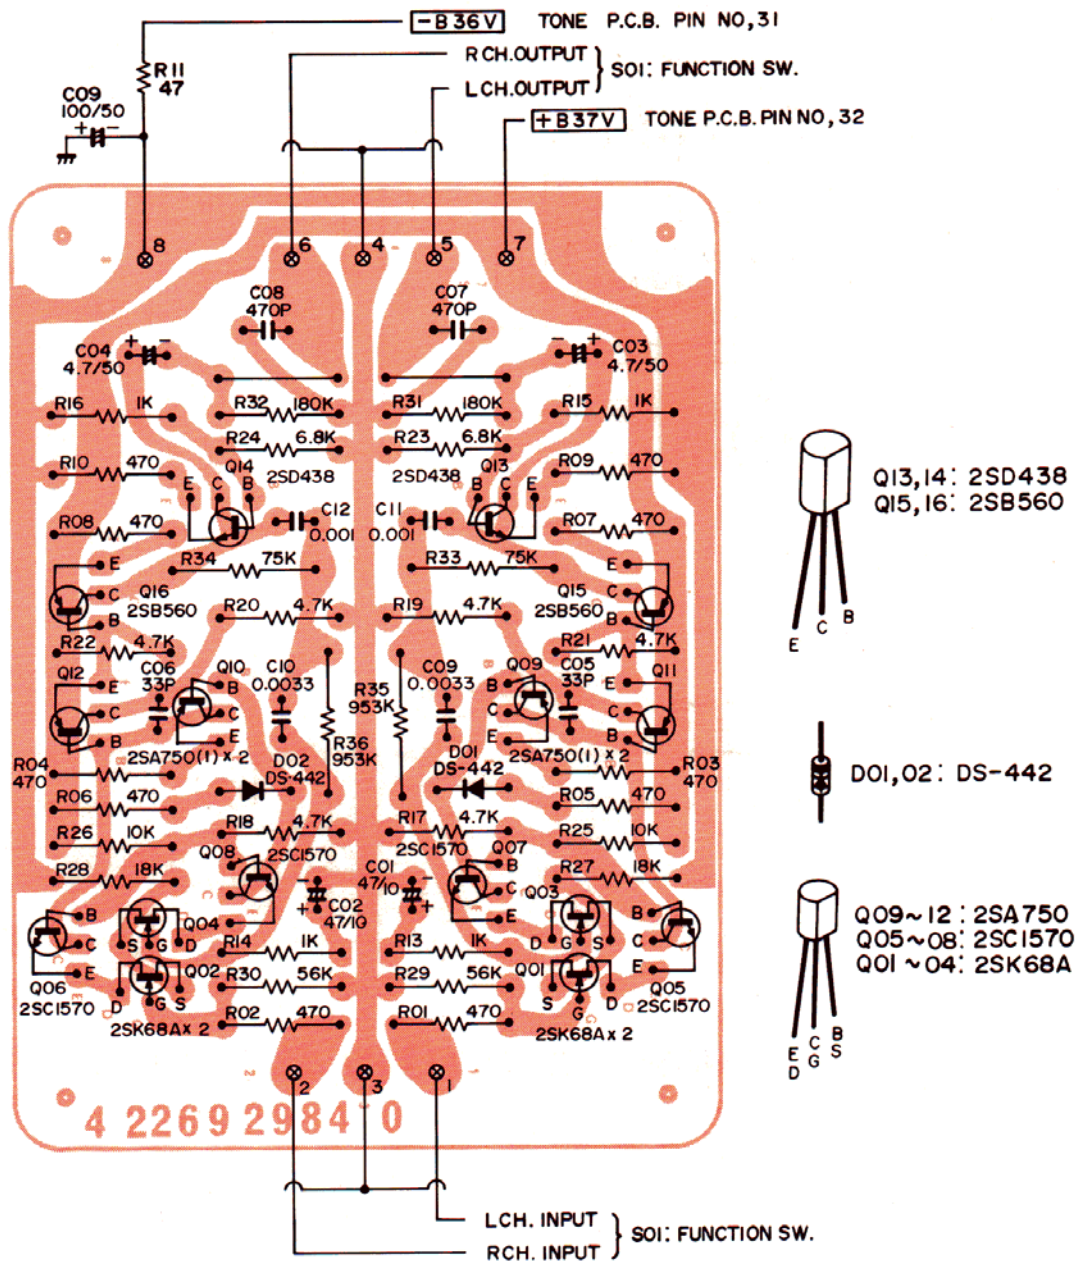 -B 36V TONE P.C.B. PIN NO,31
R CH.OUTPUT
L CH.OUTPUT
SO1: FUNCTION SW.
+B37V TONE P.C.B. PIN NO, 32
R11
47
C09
100/50
+ -
8 6 4 5 7
C08
470P
C07
470P
C04
4.7/50
+ -
C03
4.7/50
- +
R16 1K
R32 180K
R31 180K
R15 1K
R24 6.8K
R23 6.8K
R10 470
Q14
2SD438
E C B
Q13
2SD438
B C E
R09 470
R08 470
C12
0.001
C11
0.001
R07 470
R34 75K
R33 75K
E
C
B
Q16
2SB560
Q15
2SB560
E
C
B
R20 4.7K
R19 4.7K
R22 4.7K
R21 4.7K
Q12
E
C
B
C06
33P
Q10
B
C
E
C10
0.0033
R35
953K
C09
0.0033
Q09
B
C
E
C05
33P
Q11
E
C
B
R36
953K
2SA750(1) x 2
2SA750(1) x 2
R04
470
D02
DS-442
D01
DS-442
R03
470
R06 470
R05 470
R18 4.7K
R17 4.7K
R26 10K
R25 10K
Q08
2SC1570
B
C
E
2SC1570
Q07
B
C
E
R28 18K
R27 18K
C01
47/10
- +
C02
47/10
- +
B
C
E
Q06
2SC1570
S G D
Q04
D G S
Q02
2SK68A x 2
Q03
D G S
Q01
S G D
2SK68A x 2
B
C
E
Q05
2SC1570
R14 1K
R13 1K
R30 56K
R29 56K
R02 470
R01 470
2 3 1
4 2269 2984 0
L CH. INPUT
R CH. INPUT
SO1: FUNCTION SW.
Q13,14: 2SD438
Q15,16: 2SB560
E C B
D01,02: DS-442
Q09~12: 2SA750
Q05~08: 2SC1570
Q01~04: 2SK68A
E C B
D G S